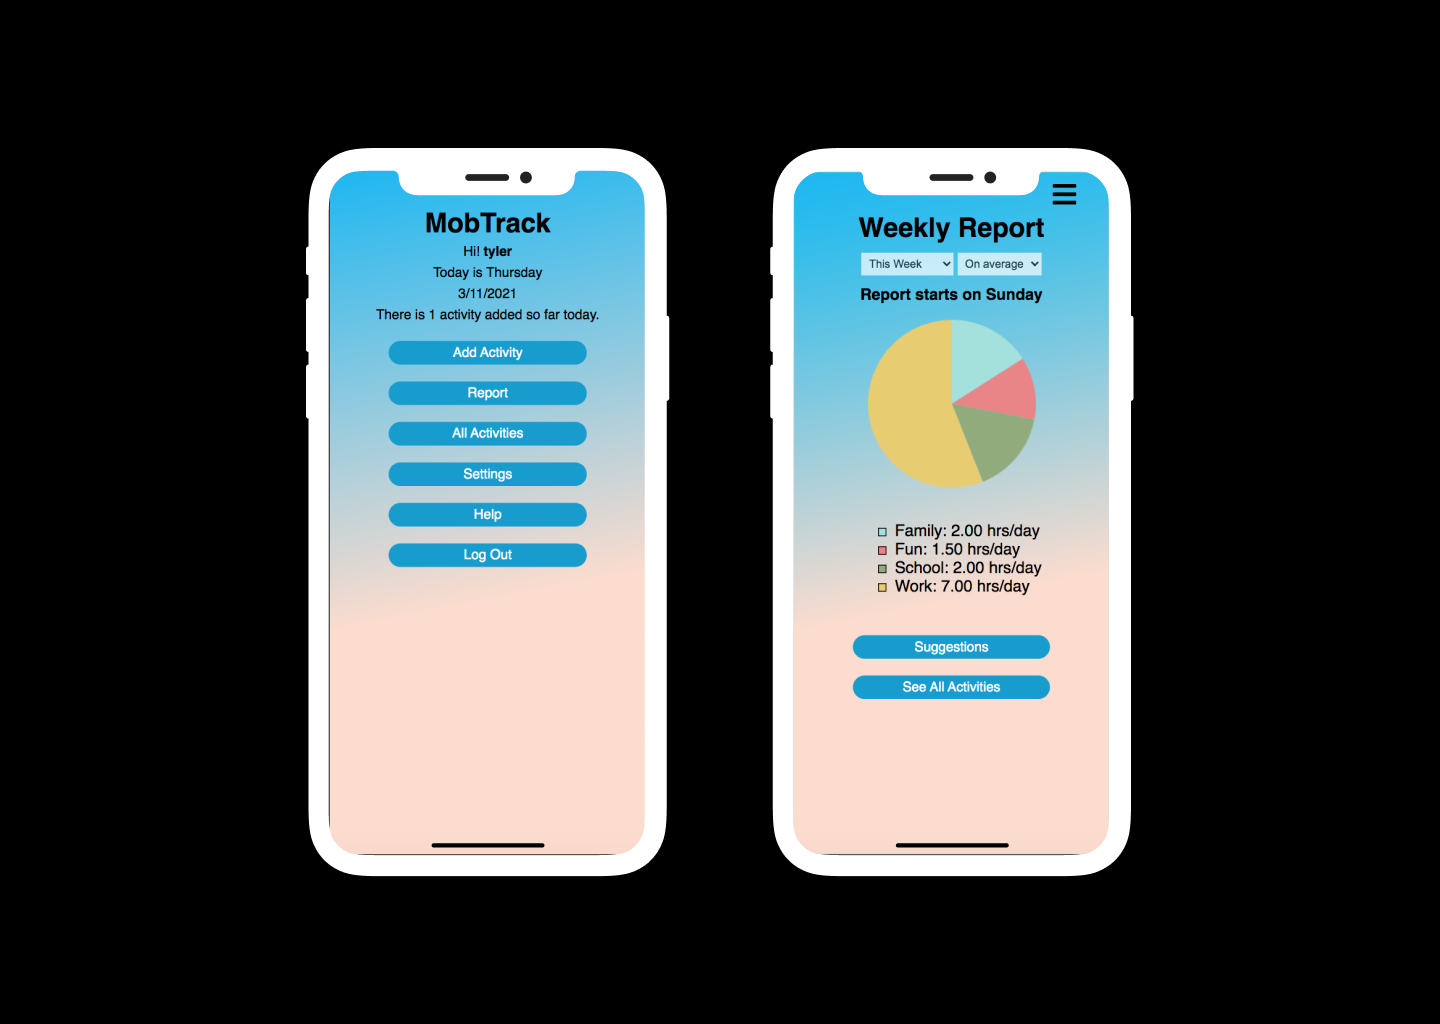 MobTrack
Hi! tyler
Today is Thursday
3/11/2021
There is 1 activity added so far today.
Add Activity
Report
All Activities
Settings
Help
Log Out
Weekly Report
This Week On average
Report starts on Sunday
Family: 2.00 hrs/day
Fun: 1.50 hrs/day
School: 2.00 hrs/day
Work: 7.00 hrs/day
Suggestions
See All Activities